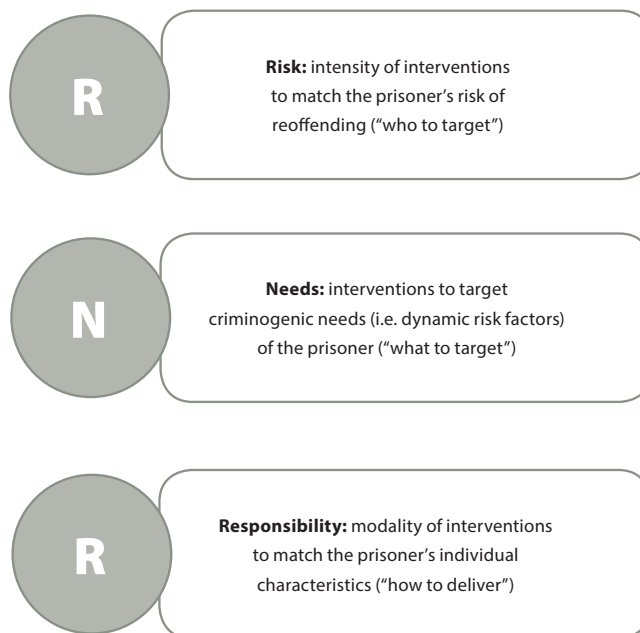 R
Risk: intensity of interventions
to match the prisoner’s risk of
reoffending (“who to target”)
N
Needs: interventions to target
criminogenic needs (i.e. dynamic risk factors)
of the prisoner (“what to target”)
R
Responsibility: modality of interventions
to match the prisoner’s individual
characteristics (“how to deliver”)